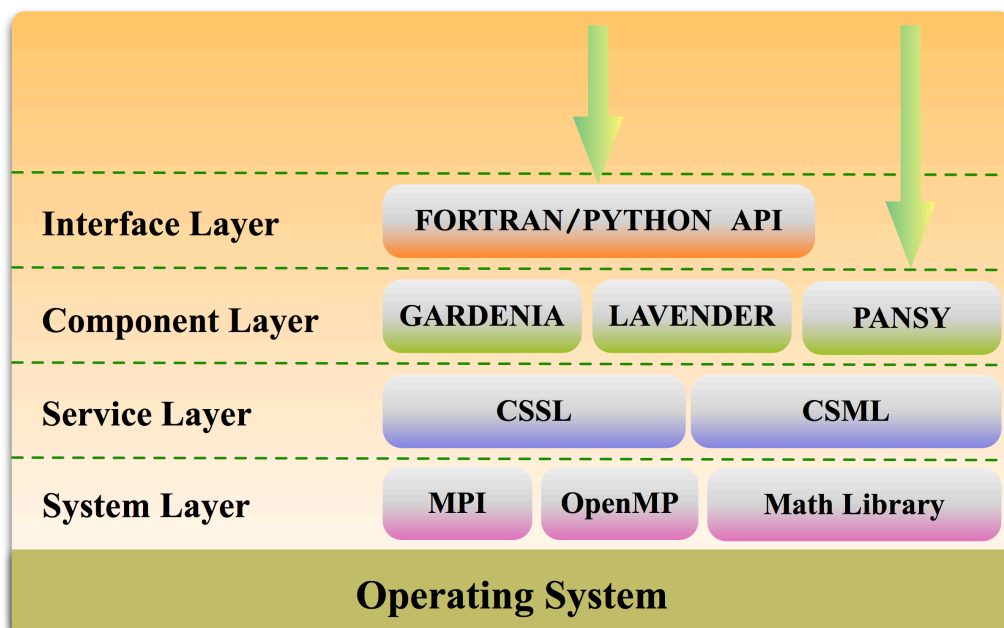 Interface Layer
FORTRAN/PYTHON API
Component Layer
GARDENIA
LAVENDER
PANSY
Service Layer
CSSL
CSML
System Layer
MPI
OpenMP
Math Library
Operating System